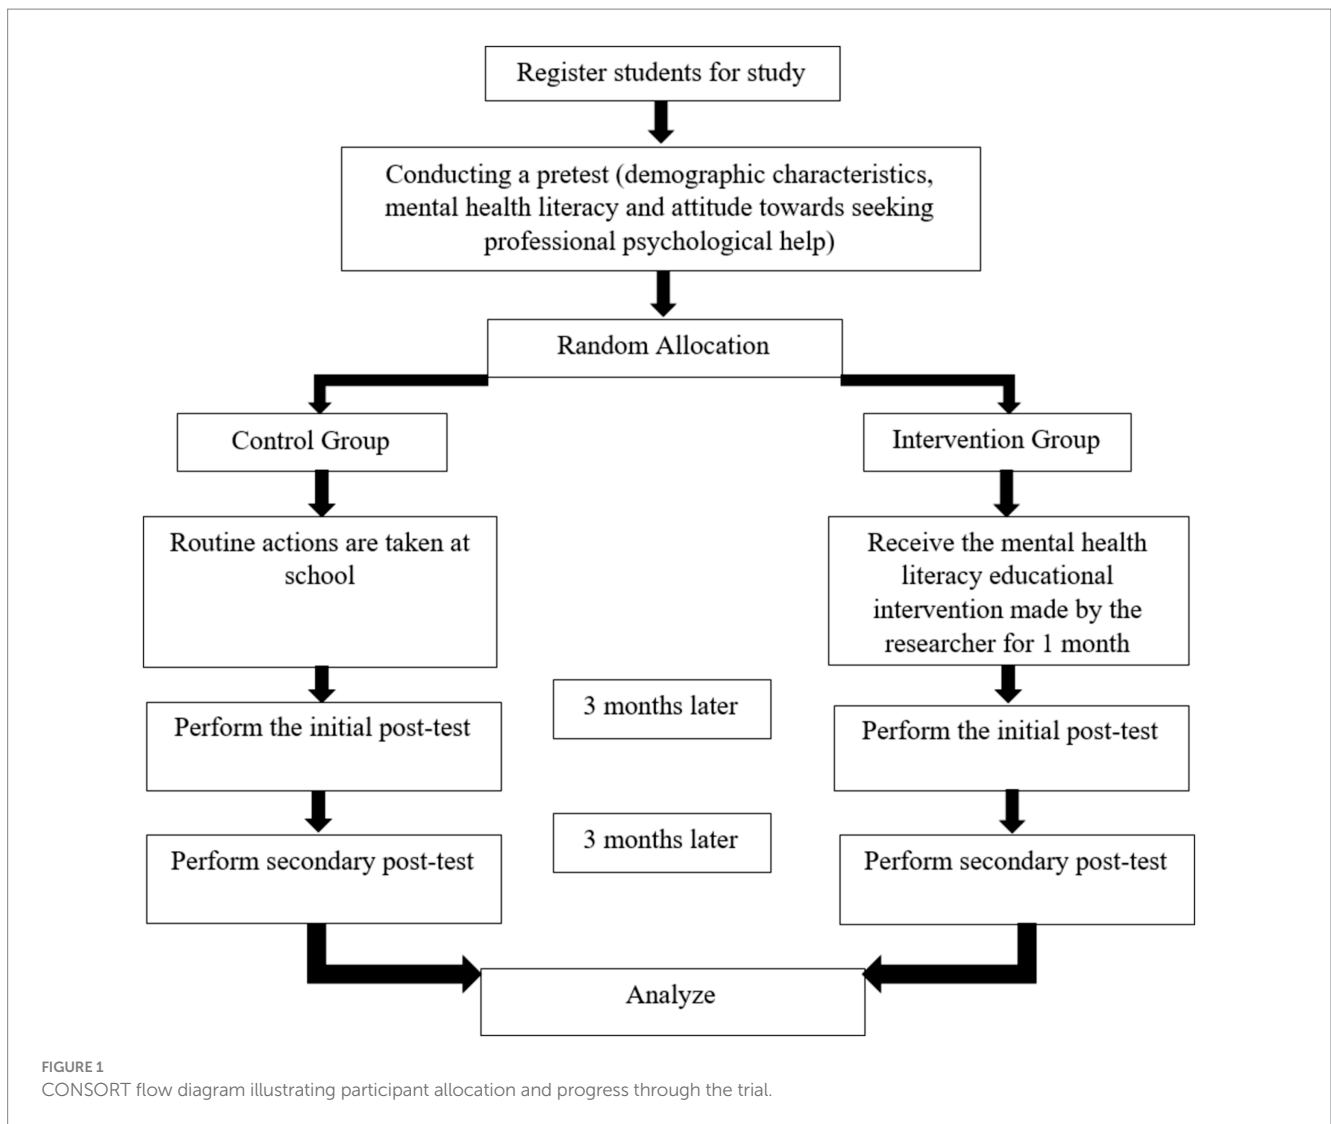 Register students for study
Conducting a pretest (demographic characteristics,
mental health literacy and attitude towards seeking
professional psychological help)
Random Allocation
Control Group
Intervention Group
Routine actions are taken at
school
Receive the mental health
literacy educational
intervention made by the
researcher for 1 month
3 months later
Perform the initial post-test
Perform the initial post-test
3 months later
Perform secondary post-test
Perform secondary post-test
Analyze
FIGURE 1
CONSORT flow diagram illustrating participant allocation and progress through the trial.